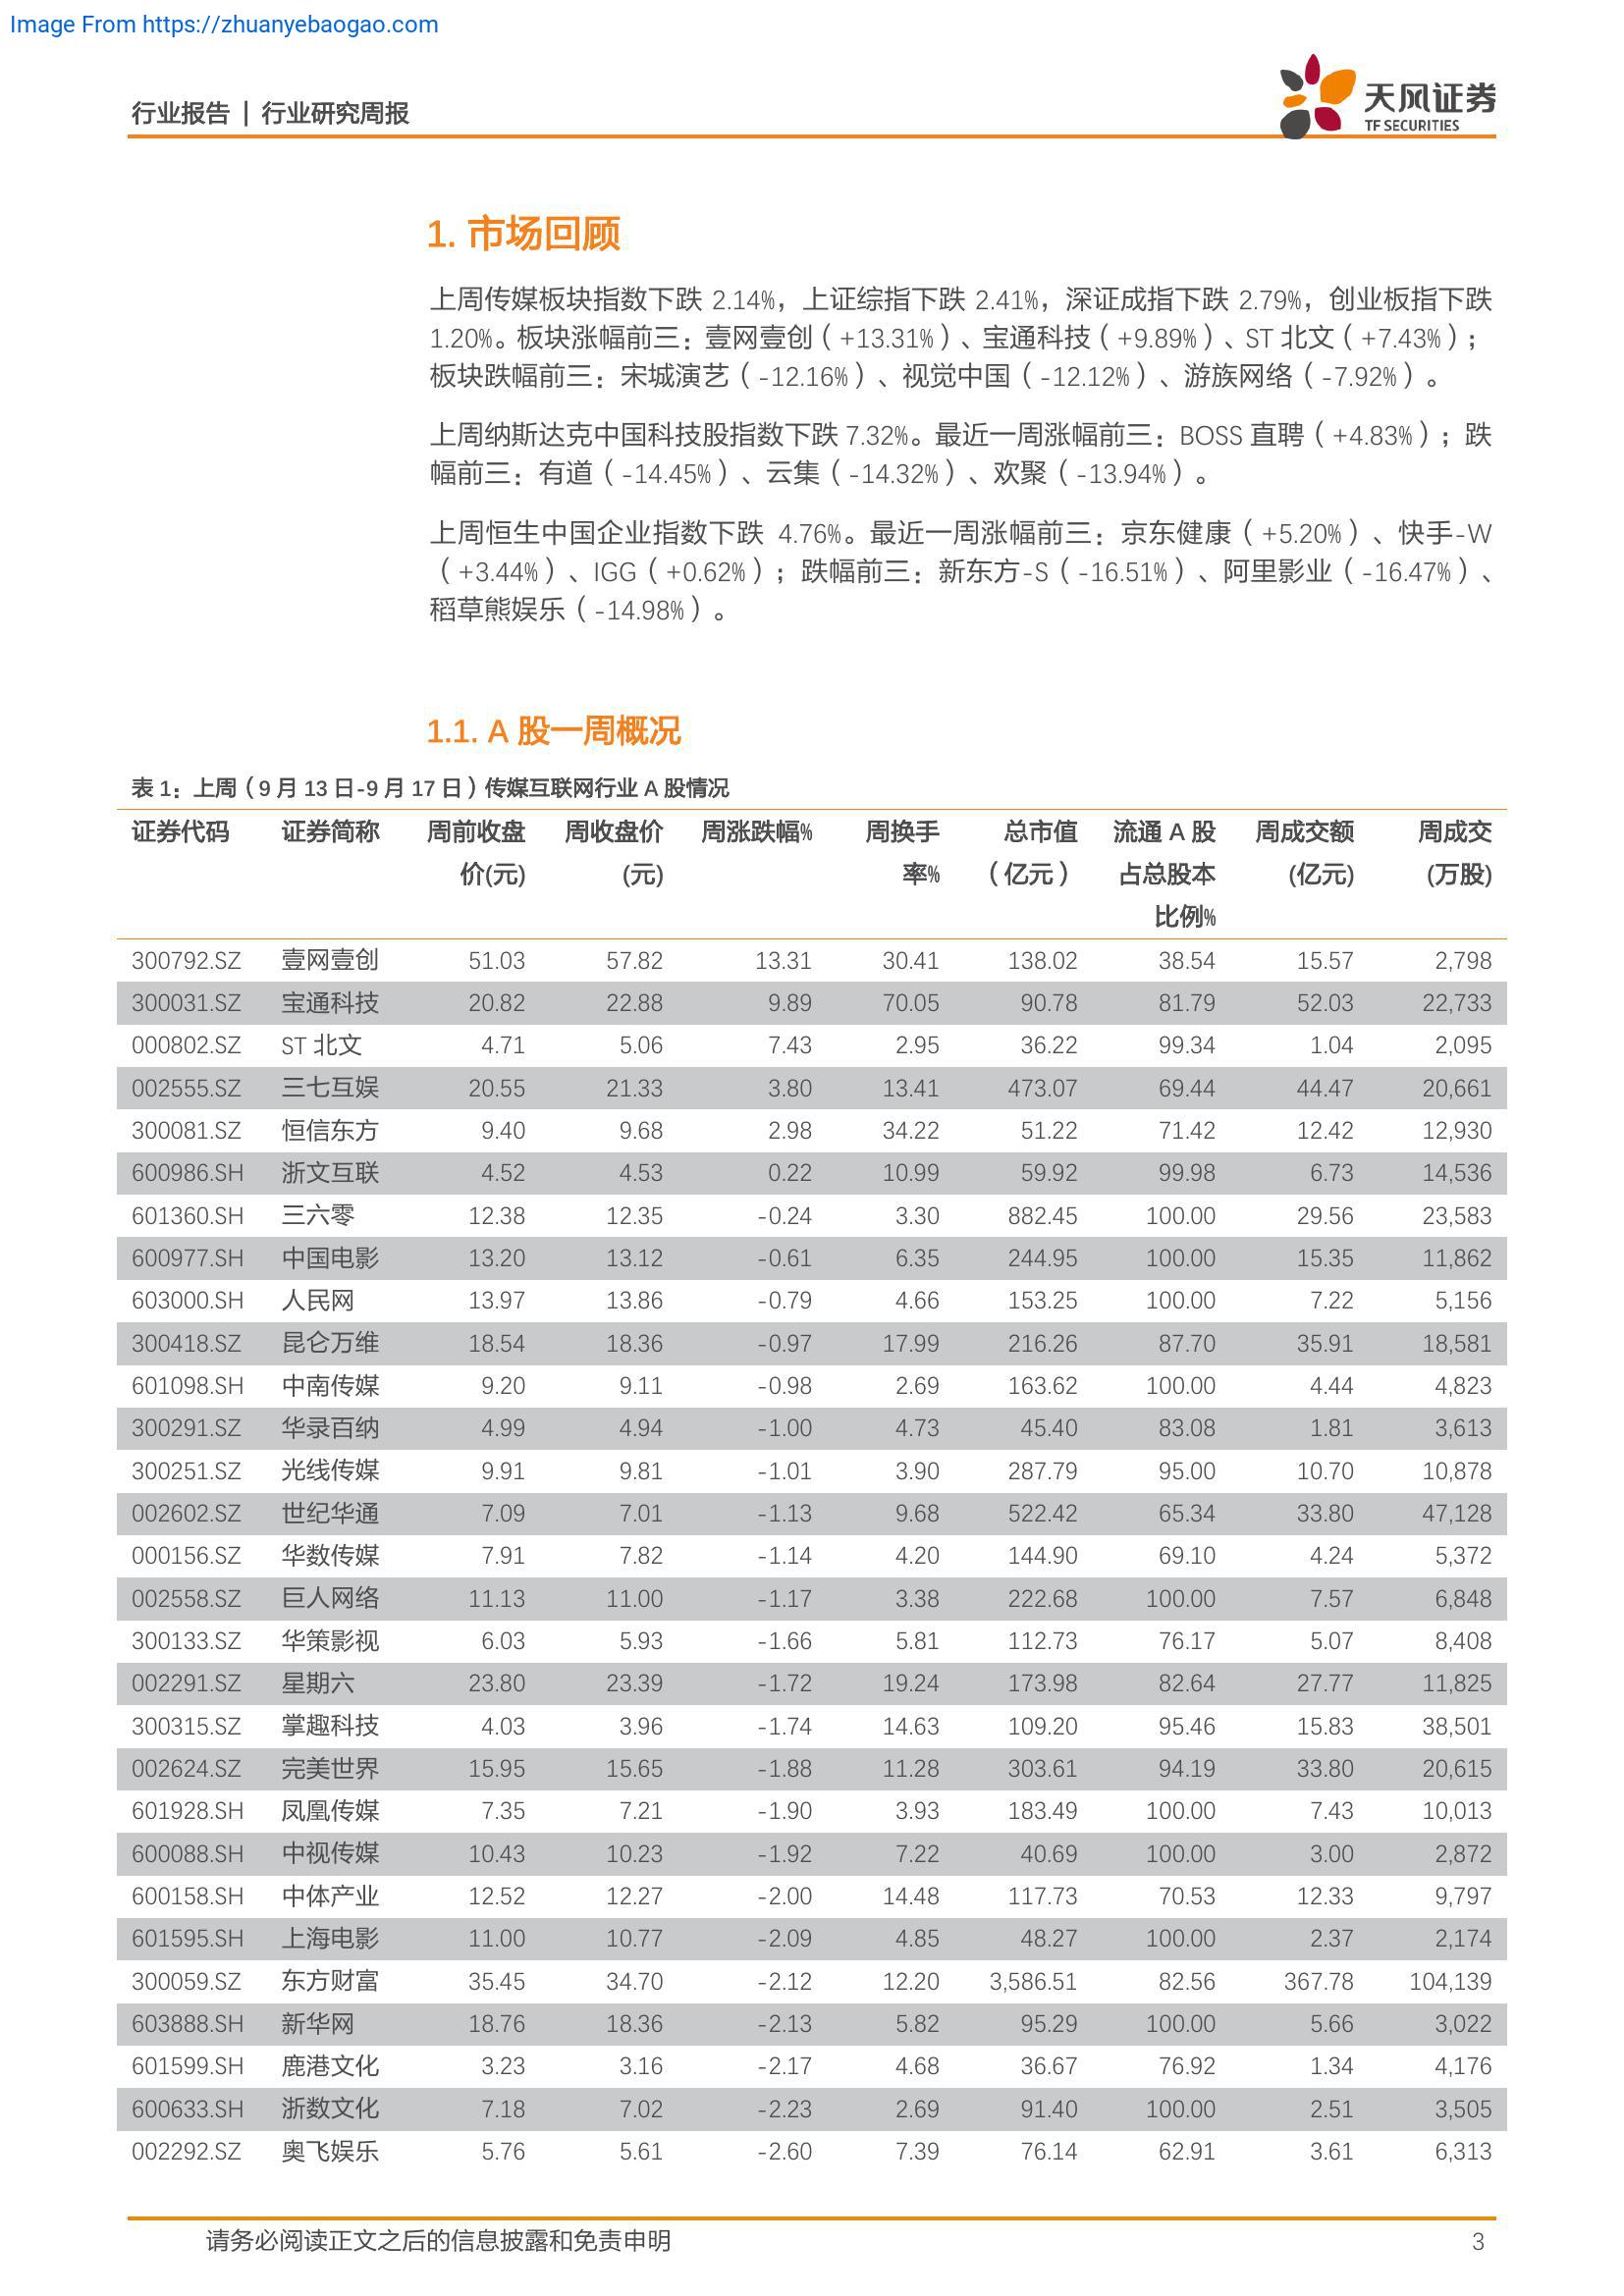 Image From https://zhuanyebaogao.com
行业报告 | 行业研究周报
天风证券
TF SECURITIES
1. 市场回顾
上周传媒板块指数下跌 2.14%，上证综指下跌 2.41%，深证成指下跌 2.79%，创业板指下跌
1.20%。板块涨幅前三：壹网壹创（+13.31%）、宝通科技（+9.89%）、ST 北文（+7.43%）；
板块跌幅前三：宋城演艺（-12.16%）、视觉中国（-12.12%）、游族网络（-7.92%）。
上周纳斯达克中国科技股指数下跌 7.32%。最近一周涨幅前三：BOSS 直聘（+4.83%）；跌
幅前三：有道（-14.45%）、云集（-14.32%）、欢聚（-13.94%）。
上周恒生中国企业指数下跌 4.76%。最近一周涨幅前三：京东健康（+5.20%）、快手-W
（+3.44%）、IGG（+0.62%）；跌幅前三：新东方-S（-16.51%）、阿里影业（-16.47%）、
稻草熊娱乐（-14.98%）。
1.1. A 股一周概况
表 1：上周（9 月 13 日-9 月 17 日）传媒互联网行业 A 股情况
证券代码 证券简称 周前收盘 周收盘价 周涨跌幅% 周换手 总市值 流通 A 股 周成交额 周成交
价(元) (元) 率% （亿元） 占总股本 (亿元) (万股)
比例%
300792.SZ 壹网壹创 51.03 57.82 13.31 30.41 138.02 38.54 15.57 2,798
300031.SZ 宝通科技 20.82 22.88 9.89 70.05 90.78 81.79 52.03 22,733
000802.SZ ST 北文 4.71 5.06 7.43 2.95 36.22 99.34 1.04 2,095
002555.SZ 三七互娱 20.55 21.33 3.80 13.41 473.07 69.44 44.47 20,661
300081.SZ 恒信东方 9.40 9.68 2.98 34.22 51.22 71.42 12.42 12,930
600986.SH 浙文互联 4.52 4.53 0.22 10.99 59.92 99.98 6.73 14,536
601360.SH 三六零 12.38 12.35 -0.24 3.30 882.45 100.00 29.56 23,583
600977.SH 中国电影 13.20 13.12 -0.61 6.35 244.95 100.00 15.35 11,862
603000.SH 人民网 13.97 13.86 -0.79 4.66 153.25 100.00 7.22 5,156
300418.SZ 昆仑万维 18.54 18.36 -0.97 17.99 216.26 87.70 35.91 18,581
601098.SH 中南传媒 9.20 9.11 -0.98 2.69 163.62 100.00 4.44 4,823
300291.SZ 华录百纳 4.99 4.94 -1.00 4.73 45.40 83.08 1.81 3,613
300251.SZ 光线传媒 9.91 9.81 -1.01 3.90 287.79 95.00 10.70 10,878
002602.SZ 世纪华通 7.09 7.01 -1.13 9.68 522.42 65.34 33.80 47,128
000156.SZ 华数传媒 7.91 7.82 -1.14 4.20 144.90 69.10 4.24 5,372
002558.SZ 巨人网络 11.13 11.00 -1.17 3.38 222.68 100.00 7.57 6,848
300133.SZ 华策影视 6.03 5.93 -1.66 5.81 112.73 76.17 5.07 8,408
002291.SZ 星期六 23.80 23.39 -1.72 19.24 173.98 82.64 27.77 11,825
300315.SZ 掌趣科技 4.03 3.96 -1.74 14.63 109.20 95.46 15.83 38,501
002624.SZ 完美世界 15.95 15.65 -1.88 11.28 303.61 94.19 33.80 20,615
601928.SH 凤凰传媒 7.35 7.21 -1.90 3.93 183.49 100.00 7.43 10,013
600088.SH 中视传媒 10.43 10.23 -1.92 7.22 40.69 100.00 3.00 2,872
600158.SH 中体产业 12.52 12.27 -2.00 14.48 117.73 70.53 12.33 9,797
601595.SH 上海电影 11.00 10.77 -2.09 4.85 48.27 100.00 2.37 2,174
300059.SZ 东方财富 35.45 34.70 -2.12 12.20 3,586.51 82.56 367.78 104,139
603888.SH 新华网 18.76 18.36 -2.13 5.82 95.29 100.00 5.66 3,022
601599.SH 鹿港文化 3.23 3.16 -2.17 4.68 36.67 76.92 1.34 4,176
600633.SH 浙数文化 7.18 7.02 -2.23 2.69 91.40 100.00 2.51 3,505
002292.SZ 奥飞娱乐 5.76 5.61 -2.60 7.39 76.14 62.91 3.61 6,313
请务必阅读正文之后的信息披露和免责申明 3